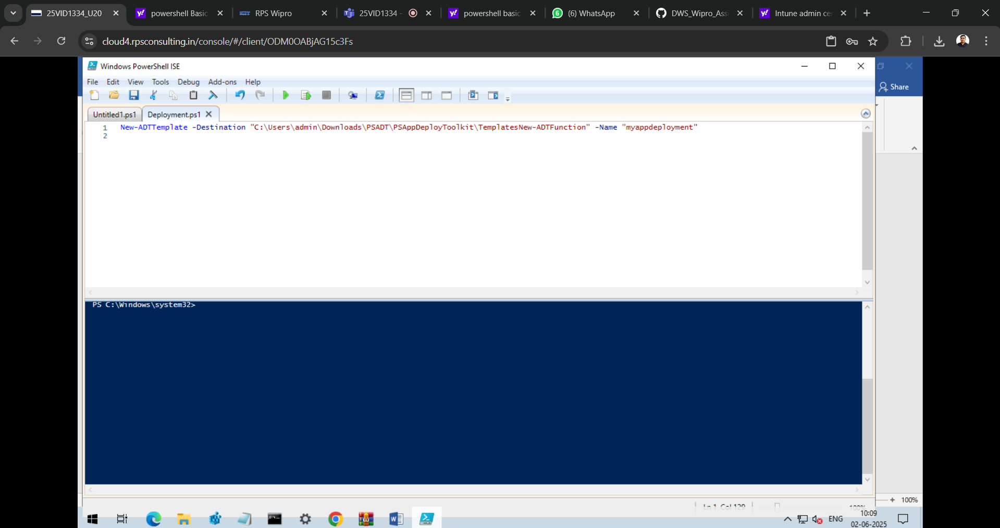 25VID1334_U20
powershell Basic
RPS Wipro
25VID1334 -
powershell basic
(6) WhatsApp
DWS_Wipro_Ass
Intune admin ce
cloud4.rpsconsulting.in/console/#/client/ODM0OABjAG15c3Fs
Windows PowerShell ISE
File Edit View Tools Debug Add-ons Help
Share
Untitled1.ps1 Deployment.ps1
1 New-ADTTemplate -Destination "C:\Users\admin\Downloads\PSADT\PSAppDeployToolkit\TemplatesNew-ADTFunction" -Name "myappdeployment"
2
PS C:\Windows\system32>
Ln 1 Col 129
100%
100%
ENG
10:09
02-06-2025